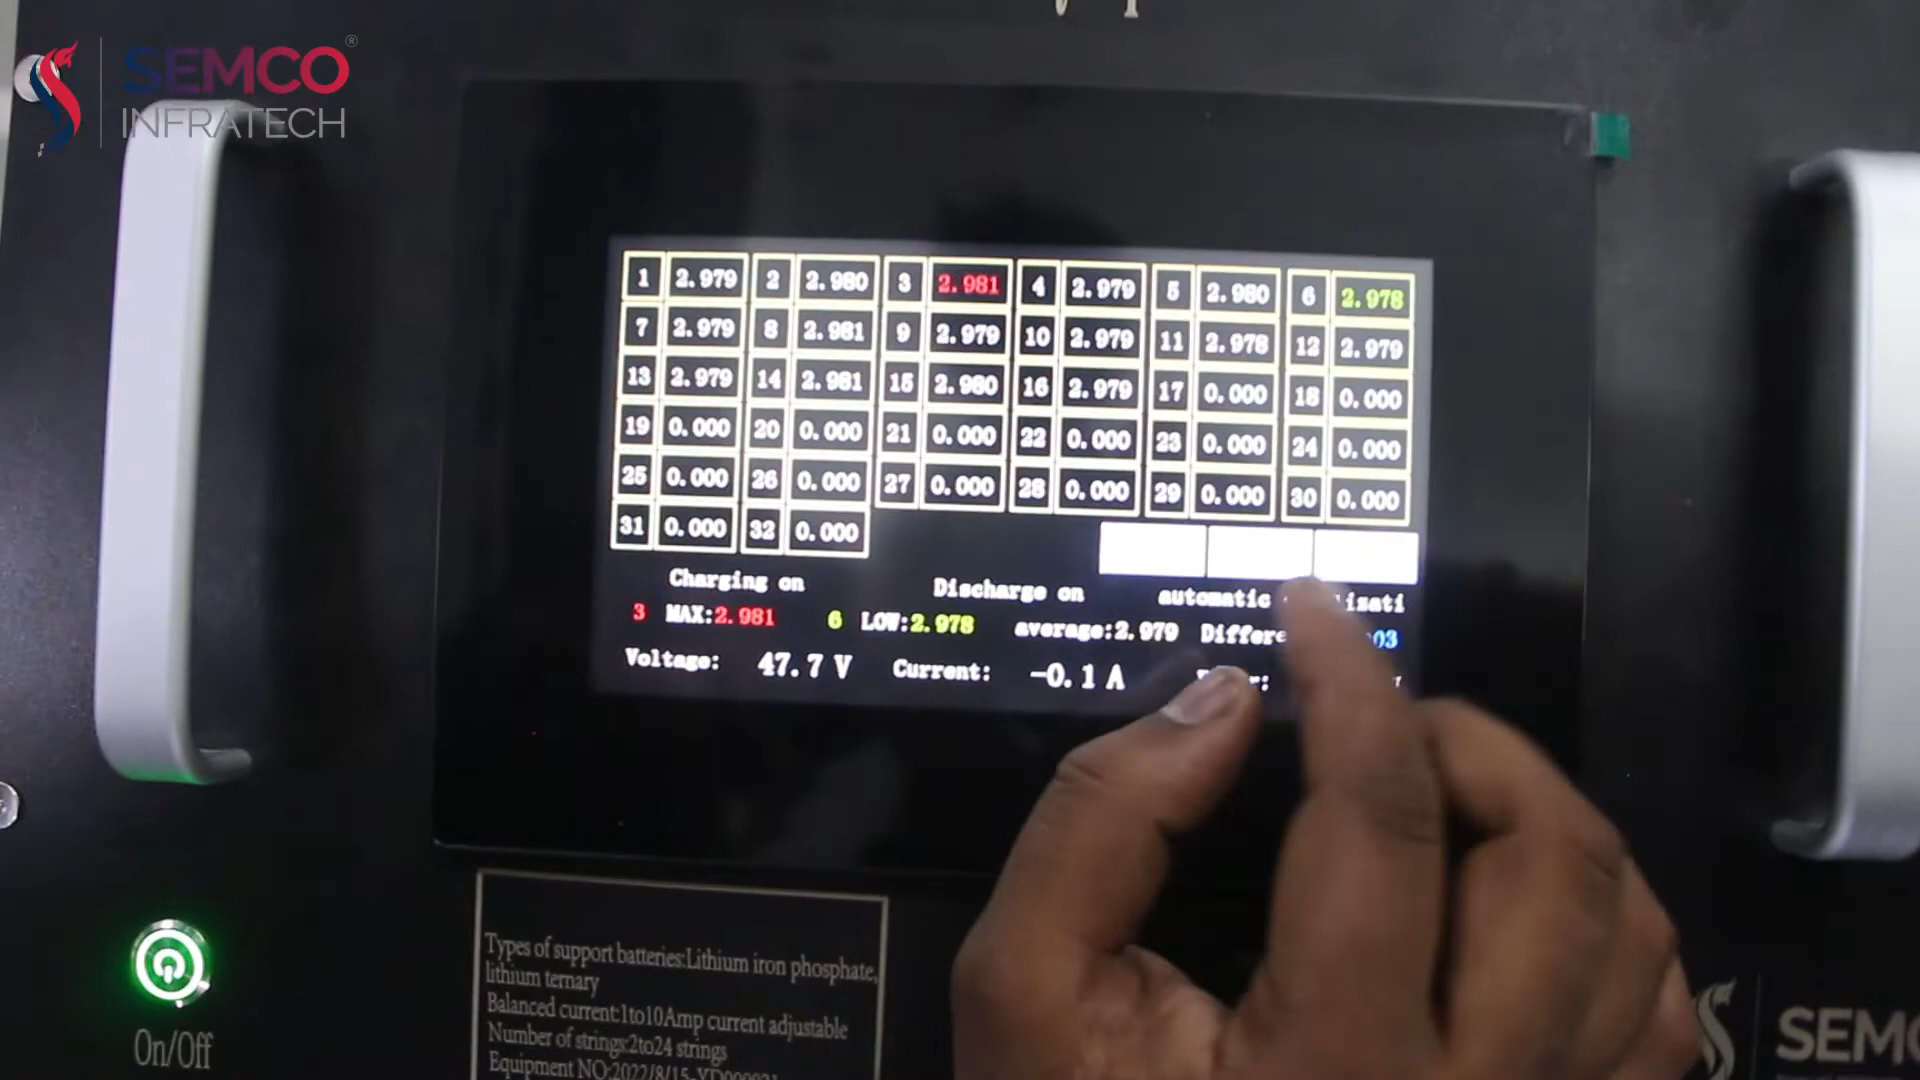 SEMCO®
INFRATECH
1 2.979 2 2.980 3 2.981 4 2.979 5 2.980 6 2.978
7 2.979 8 2.981 9 2.979 10 2.979 11 2.978 12 2.979
13 2.979 14 2.981 15 2.980 16 2.979 17 0.000 18 0.000
19 0.000 20 0.000 21 0.000 22 0.000 23 0.000 24 0.000
25 0.000 26 0.000 27 0.000 28 0.000 29 0.000 30 0.000
31 0.000 32 0.000
Charging on Discharge on automatic
3 MAX:2.981 6 LOW:2.978 average:2.979
Voltage: 47.7 V Current: -0.1 A
On/Off
Types of support batteries:Lithium iron phosphate,
lithium ternary
Balanced current:1to10Amp current adjustable
Number of strings:2to24 strings
Equipment NO:2022/8/15-
SEMC